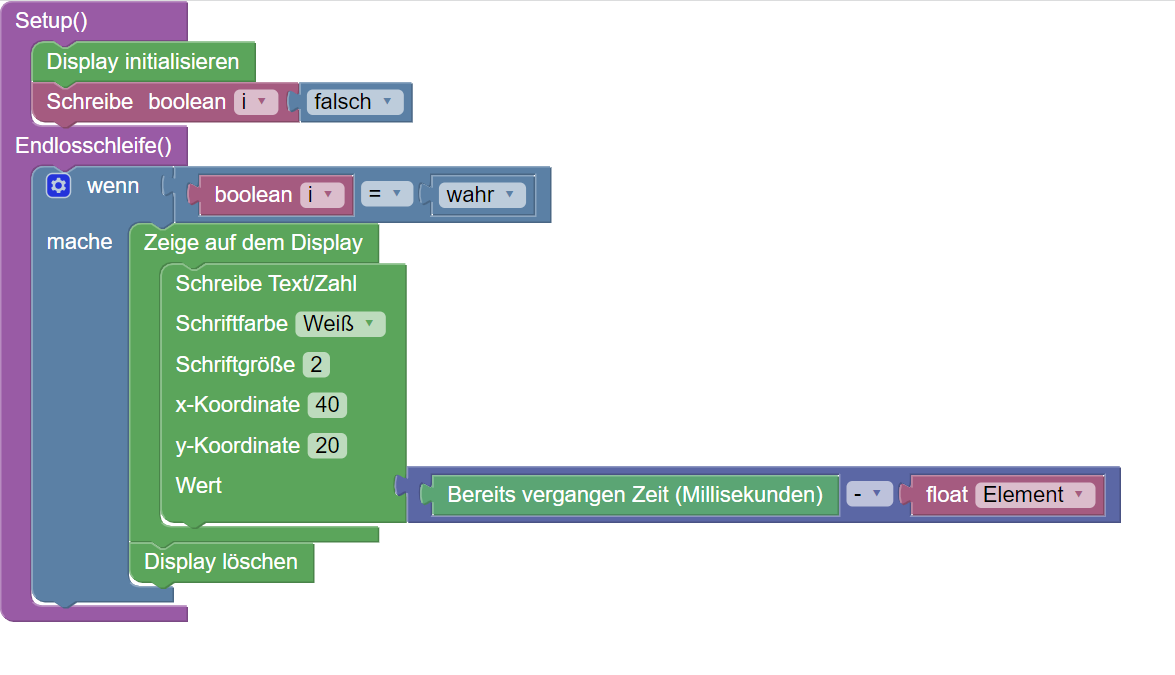 Setup()
Display initialisieren
Schreibe boolean i falsch
Endlosschleife()
wenn boolean i = wahr
mache Zeige auf dem Display
Schreibe Text/Zahl
Schriftfarbe Weiß
Schriftgröße 2
x-Koordinate 40
y-Koordinate 20
Wert Bereits vergangen Zeit (Millisekunden) - float Element
Display löschen